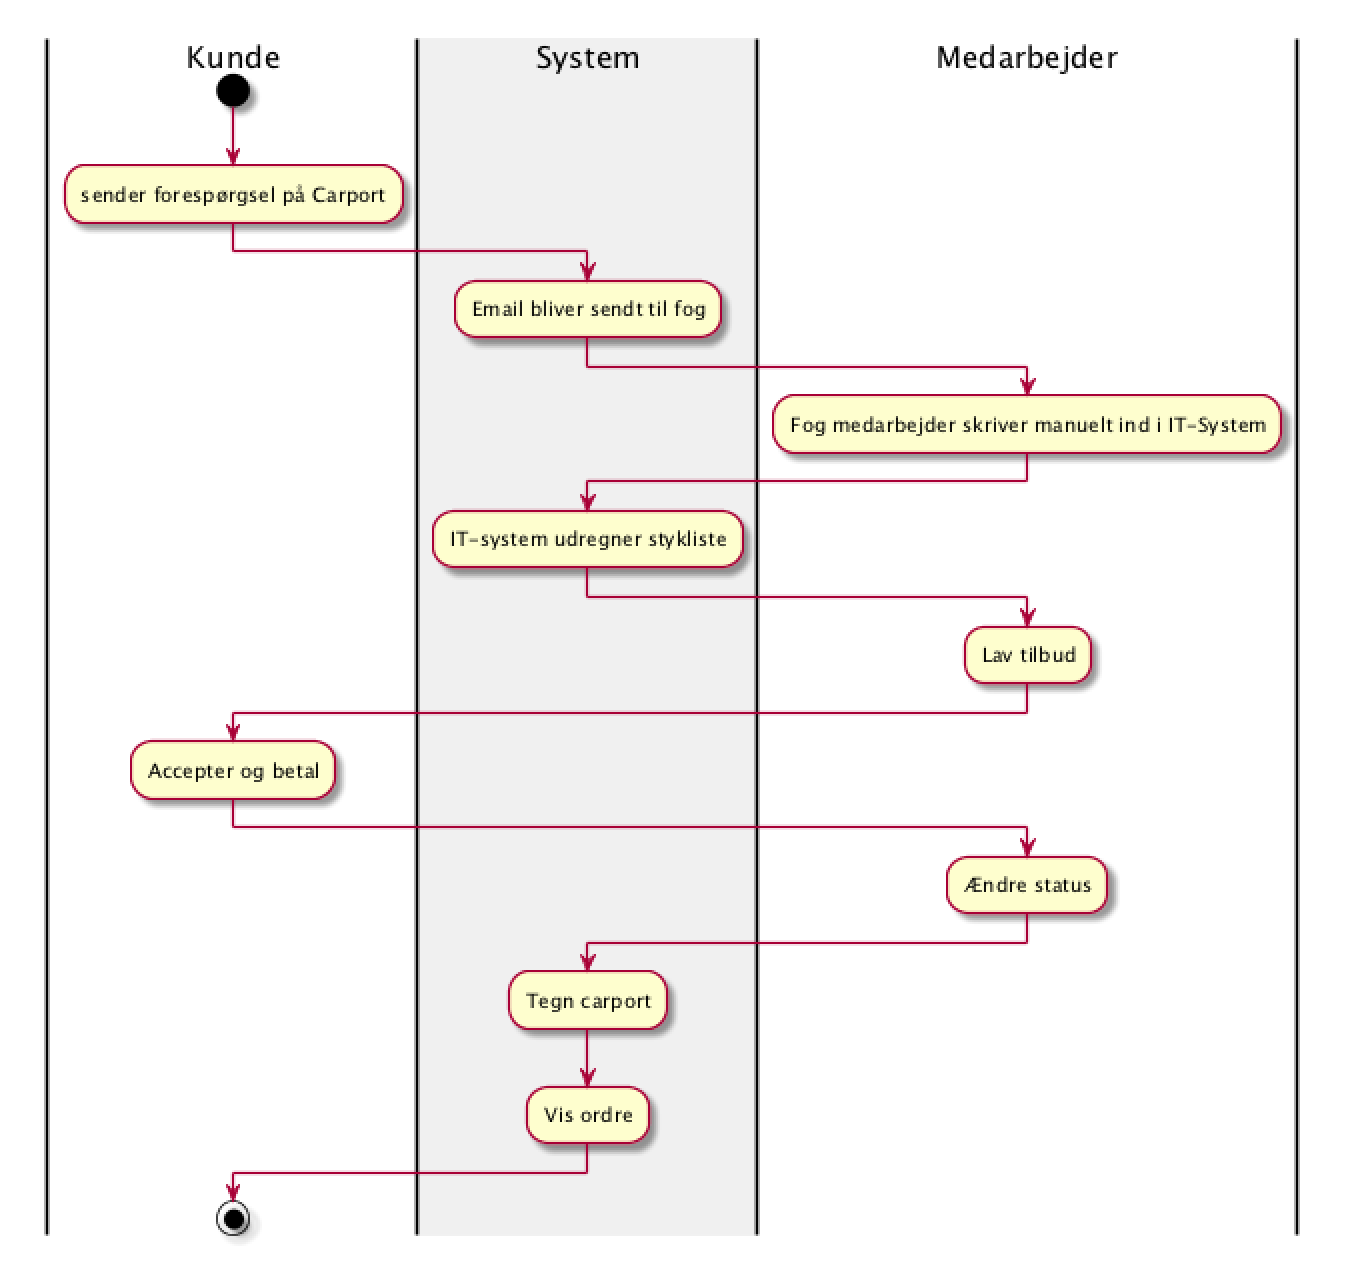 Kunde
System
Medarbejder
sender forespørgsel på Carport
Email bliver sendt til fog
Fog medarbejder skriver manuelt ind i IT-System
IT-system udregner stykliste
Lav tilbud
Accepter og betal
Ændre status
Tegn carport
Vis ordre